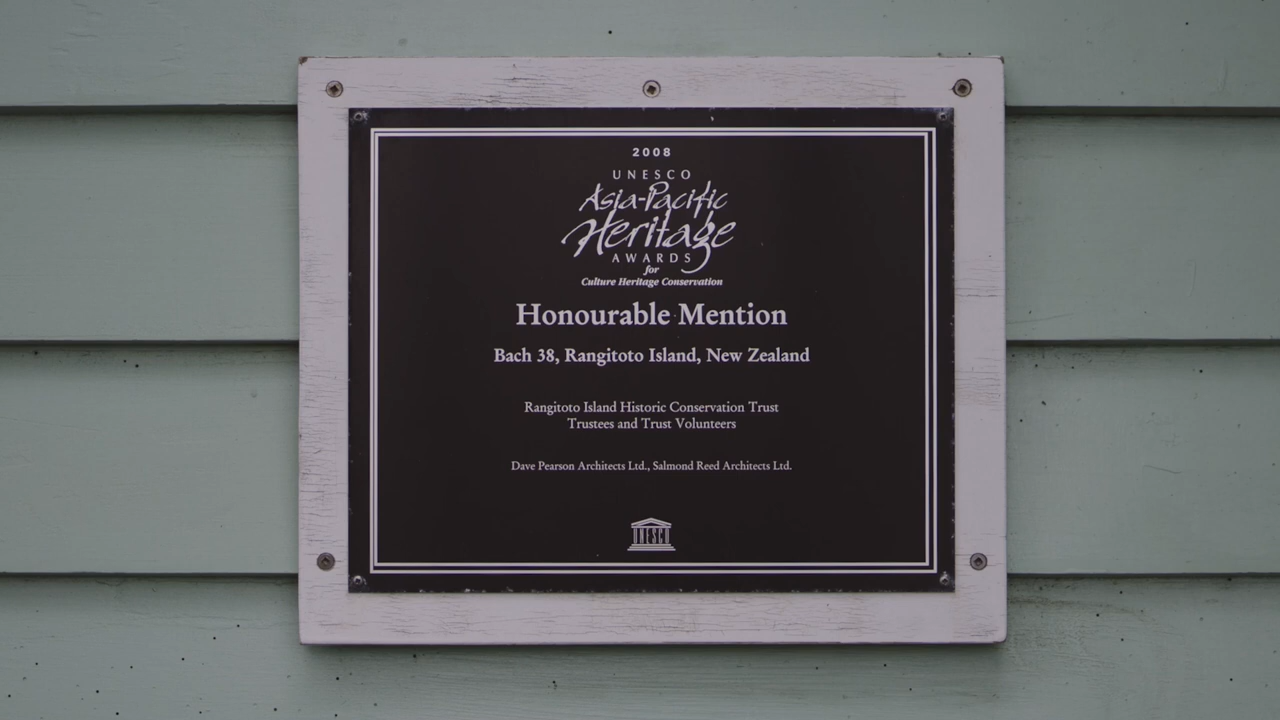 2008
UNESCO
Asia-Pacific
Heritage
AWARDS
for
Culture Heritage Conservation
Honourable Mention
Bach 38, Rangitoto Island, New Zealand
Rangitoto Island Historic Conservation Trust
Trustees and Trust Volunteers
Dave Pearson Architects Ltd., Salmond Reed Architects Ltd.
UNESCO